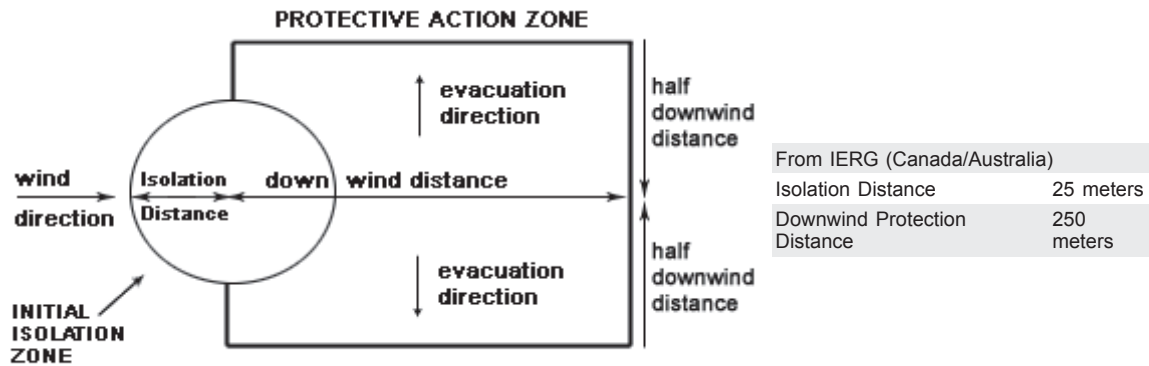 PROTECTIVE ACTION ZONE
evacuation
direction
half
downwind
distance
wind
direction
Isolation
Distance
down wind distance
evacuation
direction
half
downwind
distance
INITIAL
ISOLATION
ZONE
From IERG (Canada/Australia)
Isolation Distance 25 meters
Downwind Protection 250
Distance meters